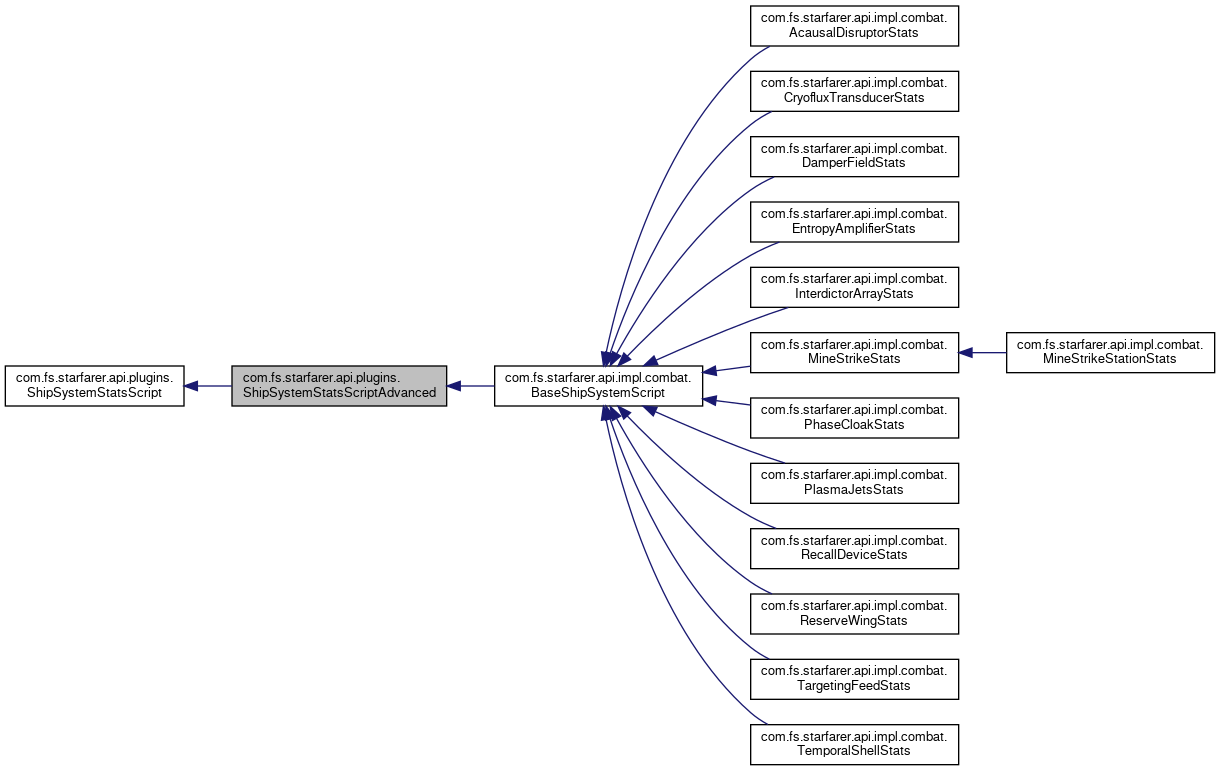 com.fs.starfarer.api.plugins.
ShipSystemStatsScript
com.fs.starfarer.api.plugins.
ShipSystemStatsScriptAdvanced
com.fs.starfarer.api.impl.combat.
BaseShipSystemScript
com.fs.starfarer.api.impl.combat.
AcausalDisruptorStats
com.fs.starfarer.api.impl.combat.
CryofluxTransducerStats
com.fs.starfarer.api.impl.combat.
DamperFieldStats
com.fs.starfarer.api.impl.combat.
EntropyAmplifierStats
com.fs.starfarer.api.impl.combat.
InterdictorArrayStats
com.fs.starfarer.api.impl.combat.
MineStrikeStats
com.fs.starfarer.api.impl.combat.
MineStrikeStationStats
com.fs.starfarer.api.impl.combat.
PhaseCloakStats
com.fs.starfarer.api.impl.combat.
PlasmaJetsStats
com.fs.starfarer.api.impl.combat.
RecallDeviceStats
com.fs.starfarer.api.impl.combat.
ReserveWingStats
com.fs.starfarer.api.impl.combat.
TargetingFeedStats
com.fs.starfarer.api.impl.combat.
TemporalShellStats